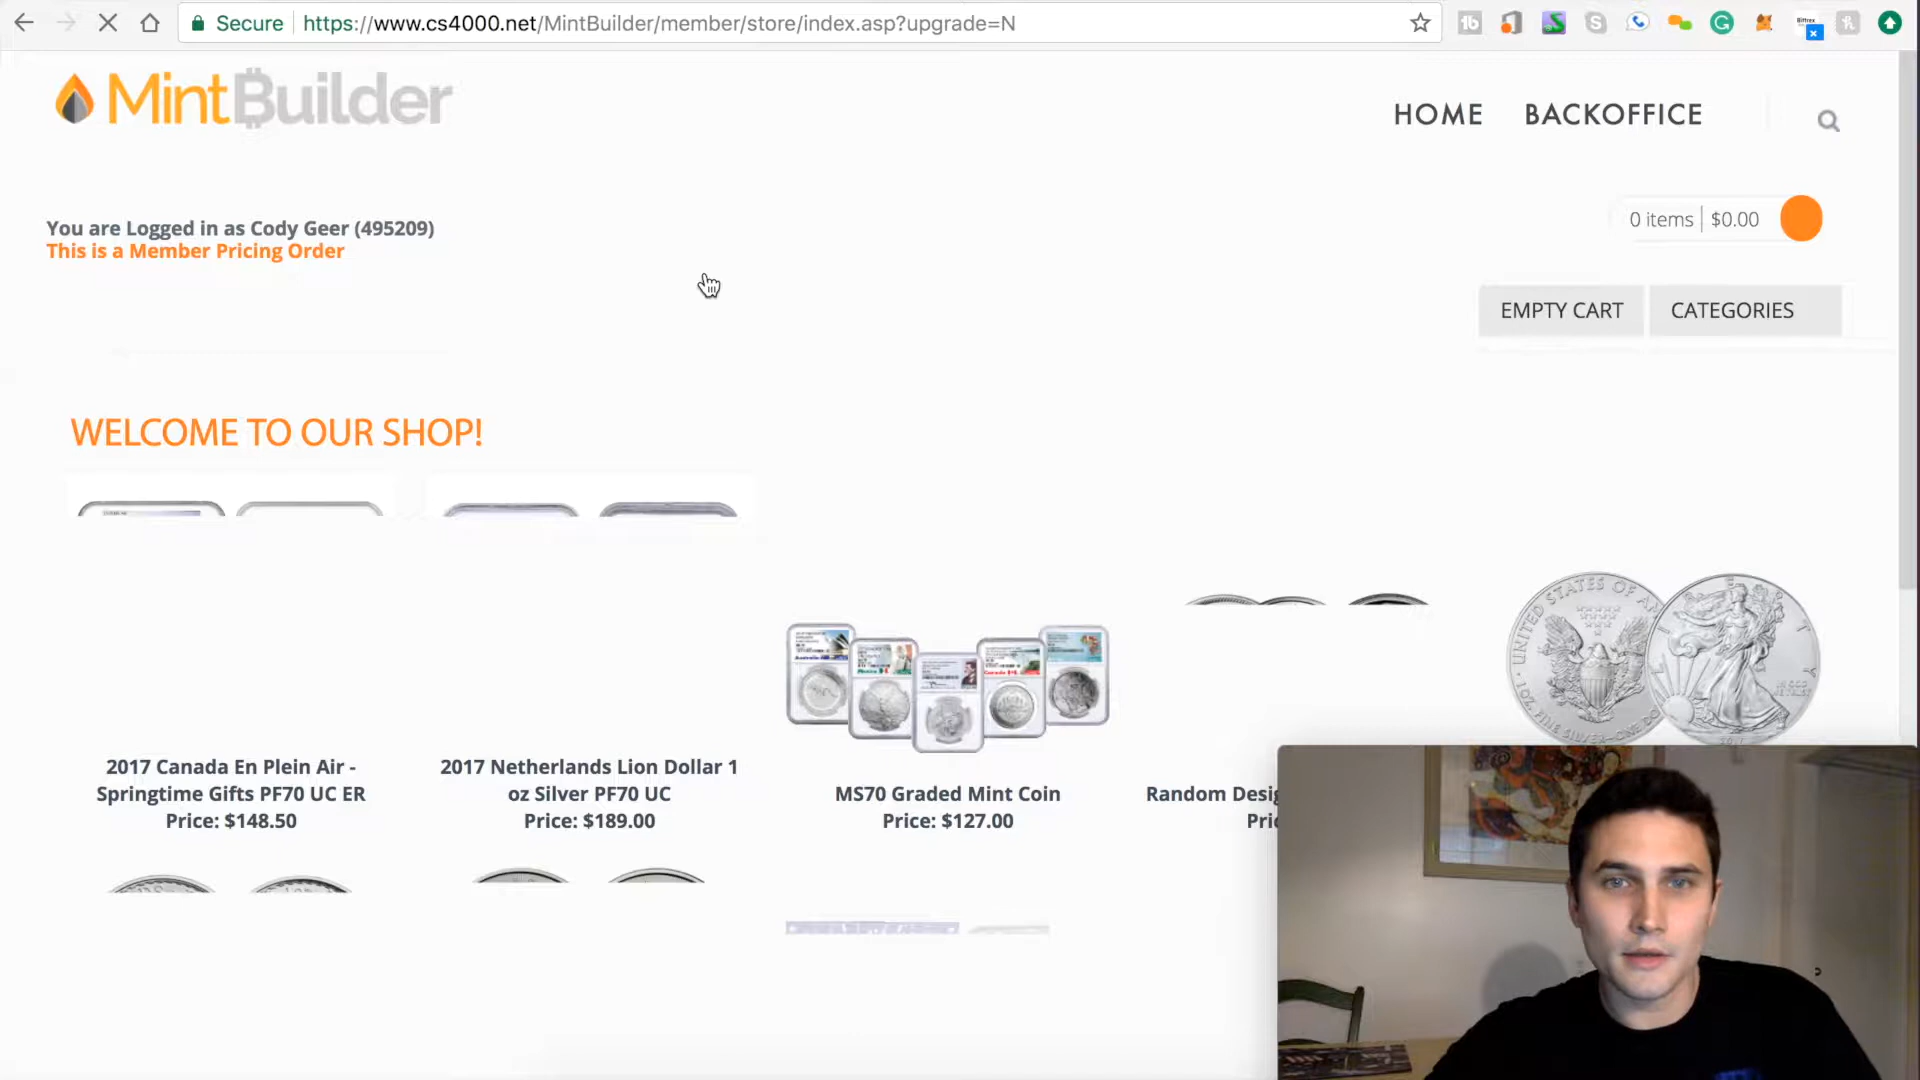 Secure | https://www.cs4000.net/MintBuilder/member/store/index.asp?upgrade=N
MintBuilder
HOME BACKOFFICE
You are Logged in as Cody Geer (495209)
This is a Member Pricing Order
0 items | $0.00
EMPTY CART CATEGORIES
WELCOME TO OUR SHOP!
2017 Canada En Plein Air -
Springtime Gifts PF70 UC ER
Price: $148.50
2017 Netherlands Lion Dollar 1
oz Silver PF70 UC
Price: $189.00
MS70 Graded Mint Coin
Price: $127.00
Random
UNITED STATES OF